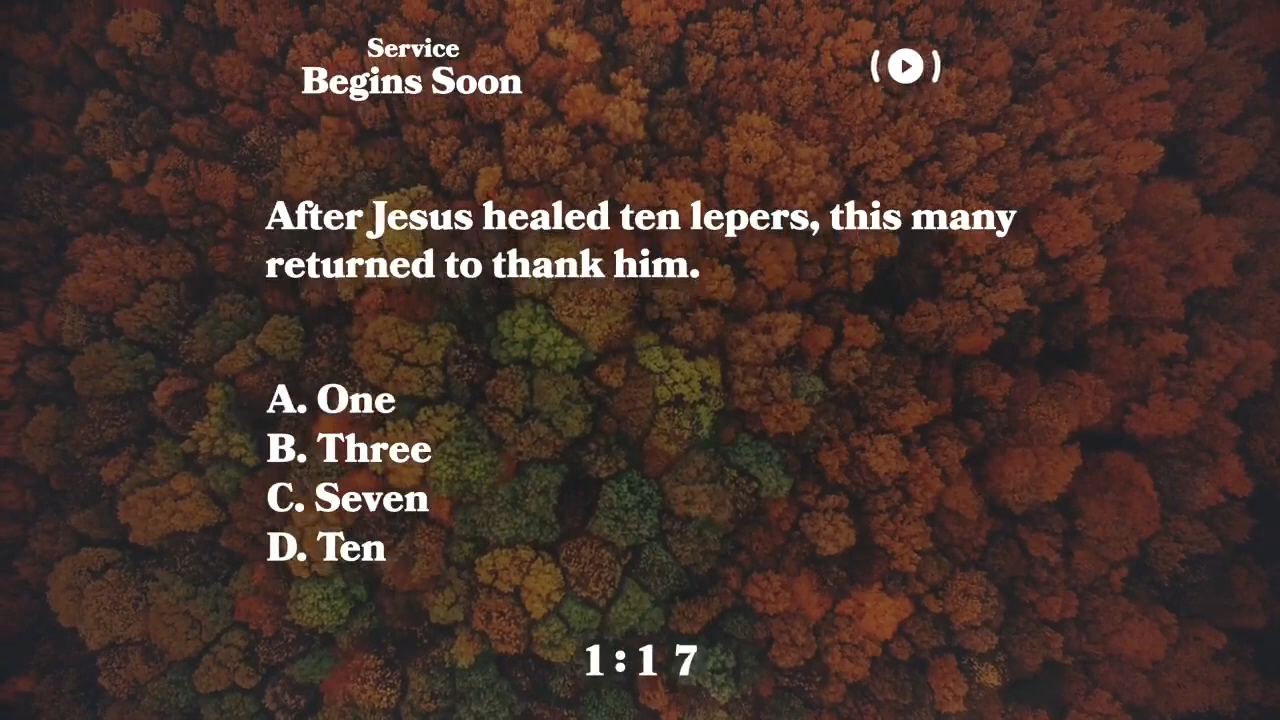 Service
Begins Soon
After Jesus healed ten lepers, this many
returned to thank him.
A. One
B. Three
C. Seven
D. Ten
1:17